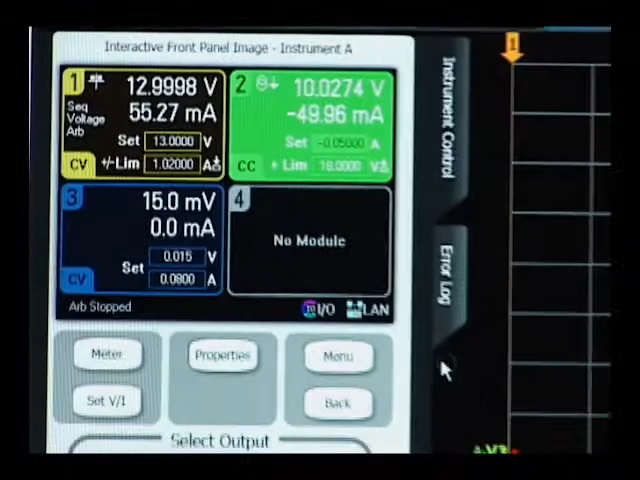 Interactive Front Panel Image - Instrument A
1
12.9998 V
55.27 mA
Seq
Voltage
Arb
Set 13.0000 V
CV +/-Lim 1.02000 A
2
10.0274 V
-49.96 mA
Set -0.05000 A
CC + Lim 18.0000 V
3
15.0 mV
0.0 mA
Set
0.015 V
0.0800 A
CV
4
No Module
Arb Stopped
I/O
LAN
Meter
Properties
Menu
Set V/I
Back
Select Output
Instrument Control
Error Log
1